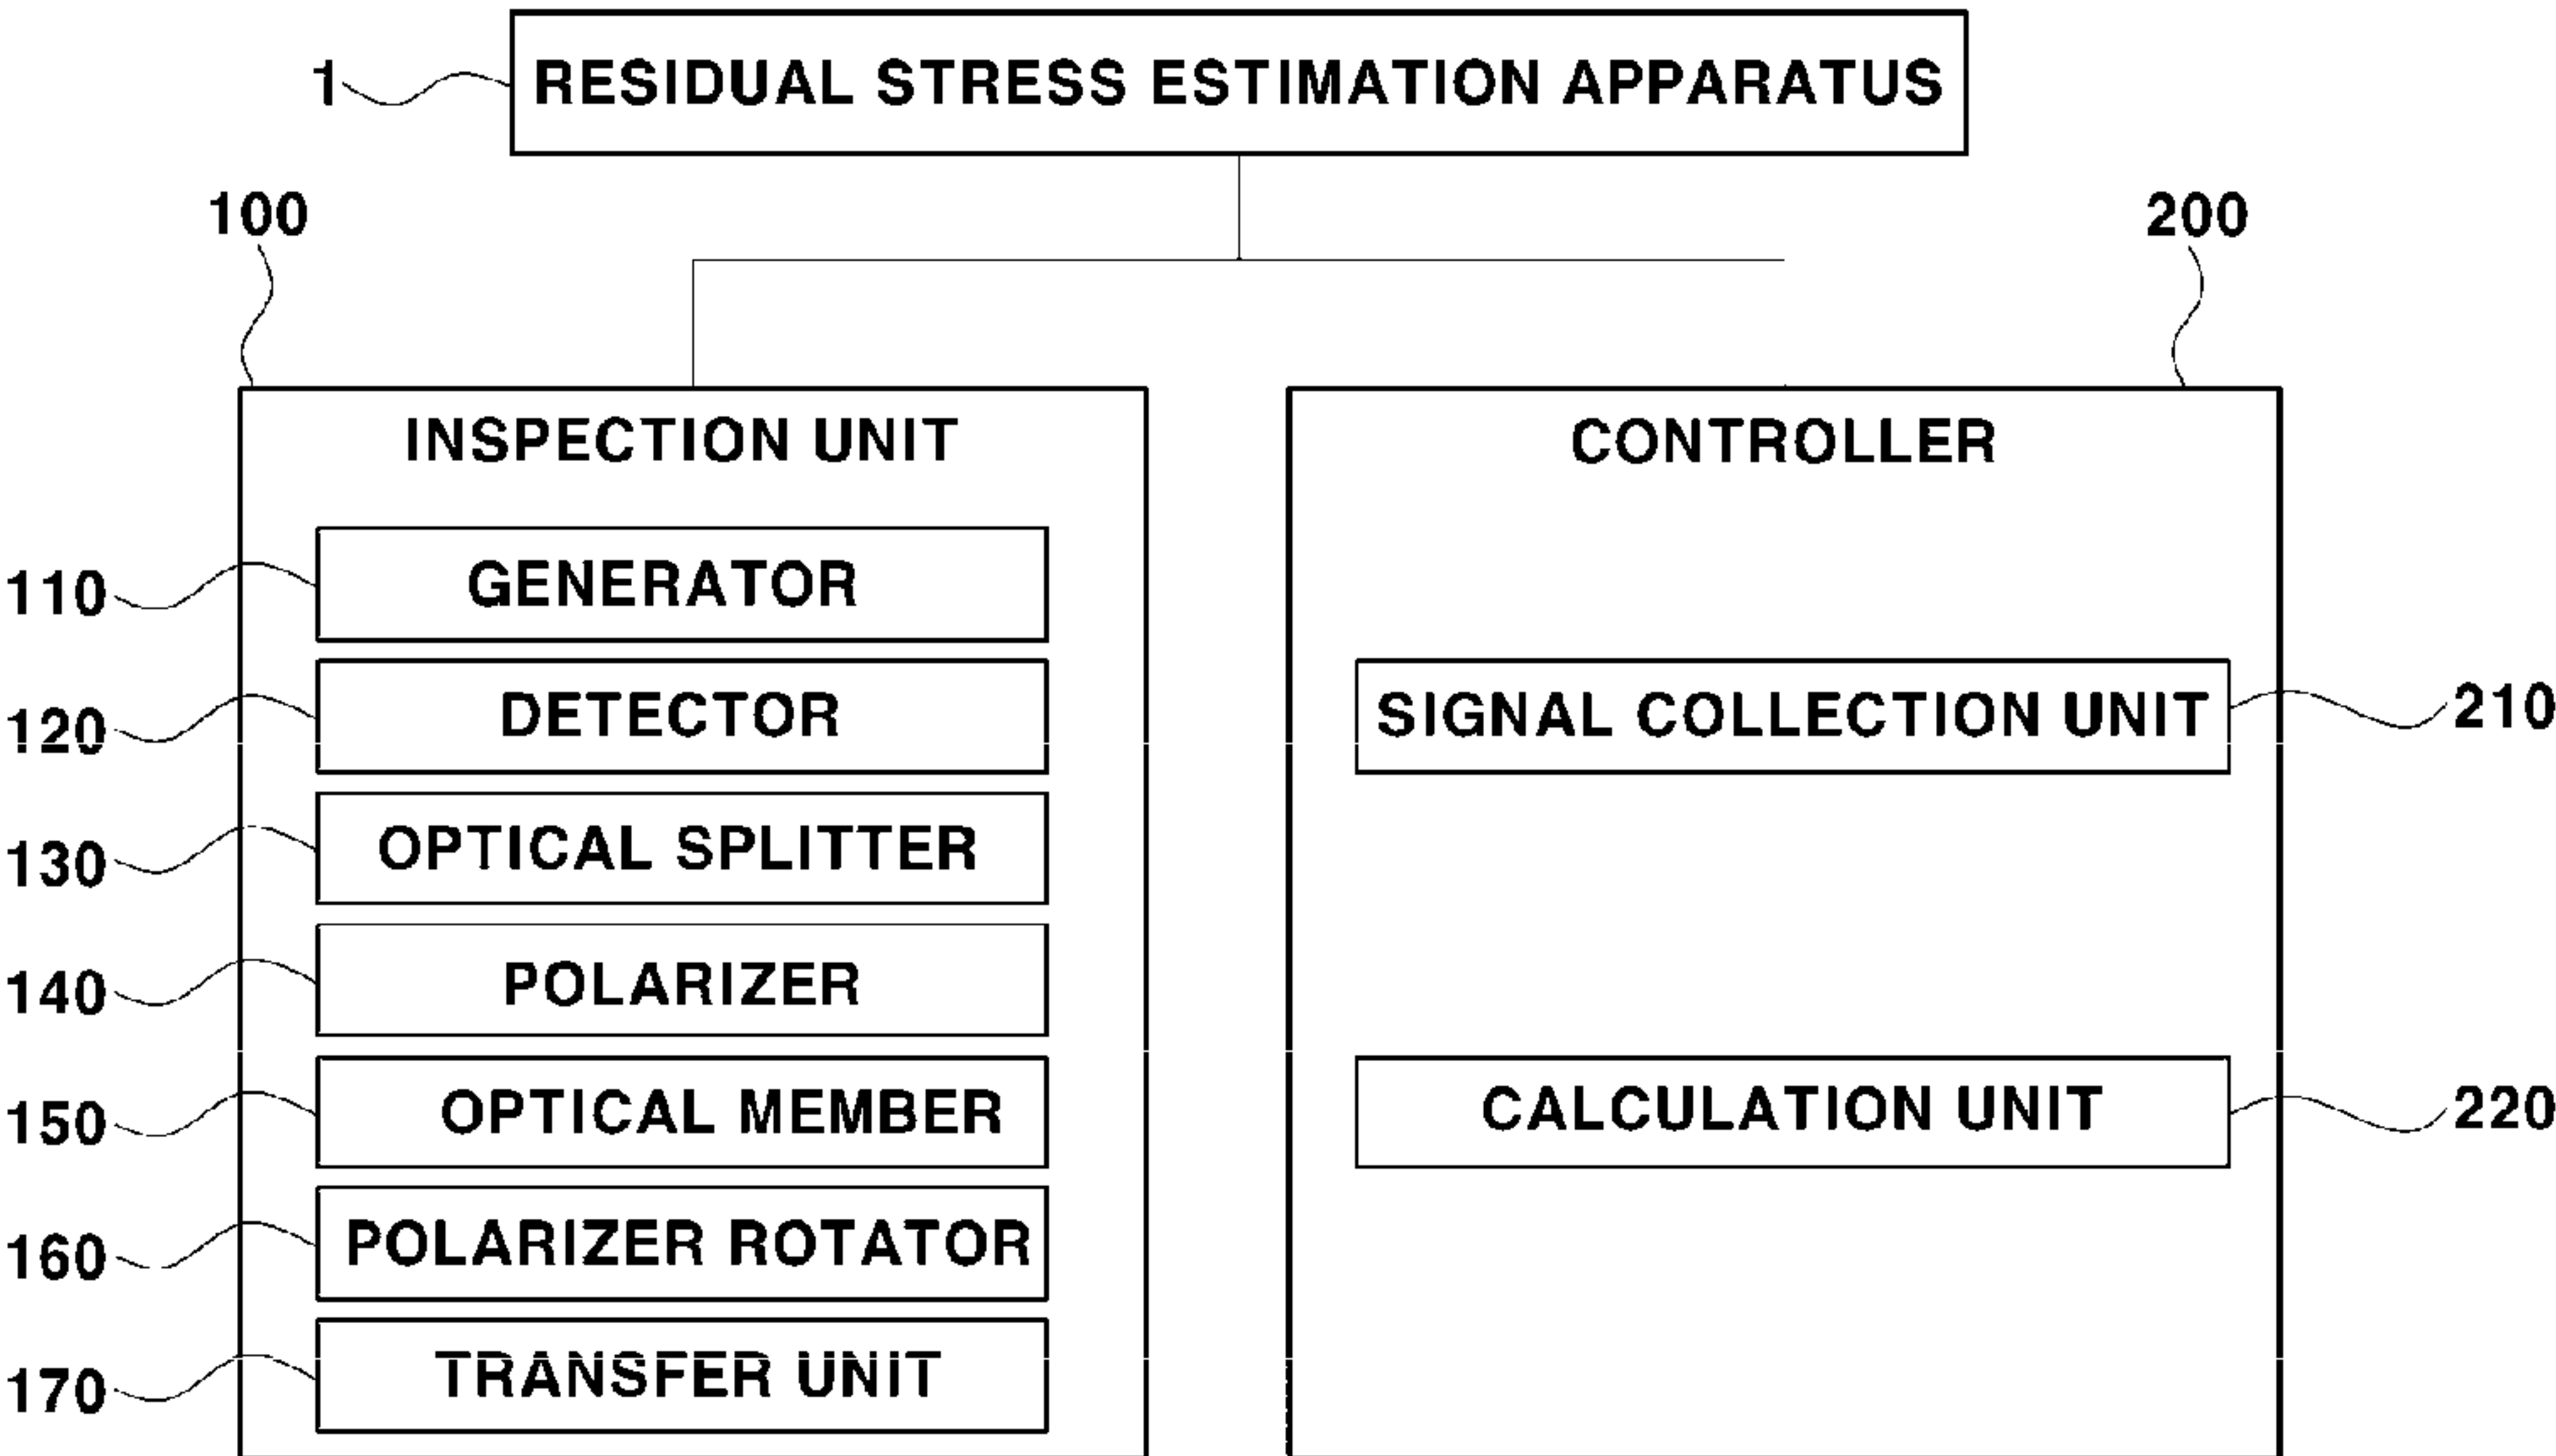 1 RESIDUAL STRESS ESTIMATION APPARATUS
100 200
INSPECTION UNIT
110 GENERATOR
120 DETECTOR
130 OPTICAL SPLITTER
140 POLARIZER
150 OPTICAL MEMBER
160 POLARIZER ROTATOR
170 TRANSFER UNIT
CONTROLLER
SIGNAL COLLECTION UNIT 210
CALCULATION UNIT 220